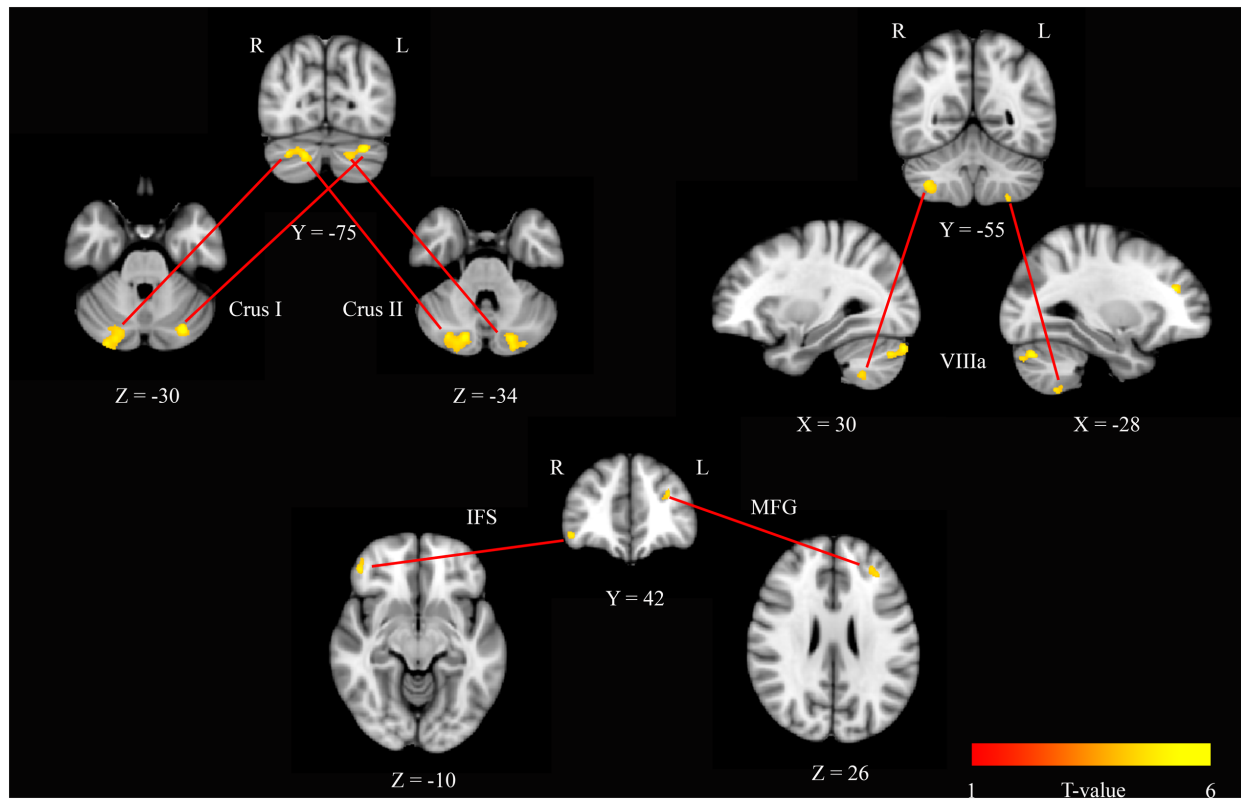 R L
R L
Y = -75
Y = -55
Crus I
Crus II
VIIIa
Z = -30
Z = -34
X = 30
X = -28
R L
IFS
MFG
Y = 42
Z = -10
Z = 26
1 T-value 6